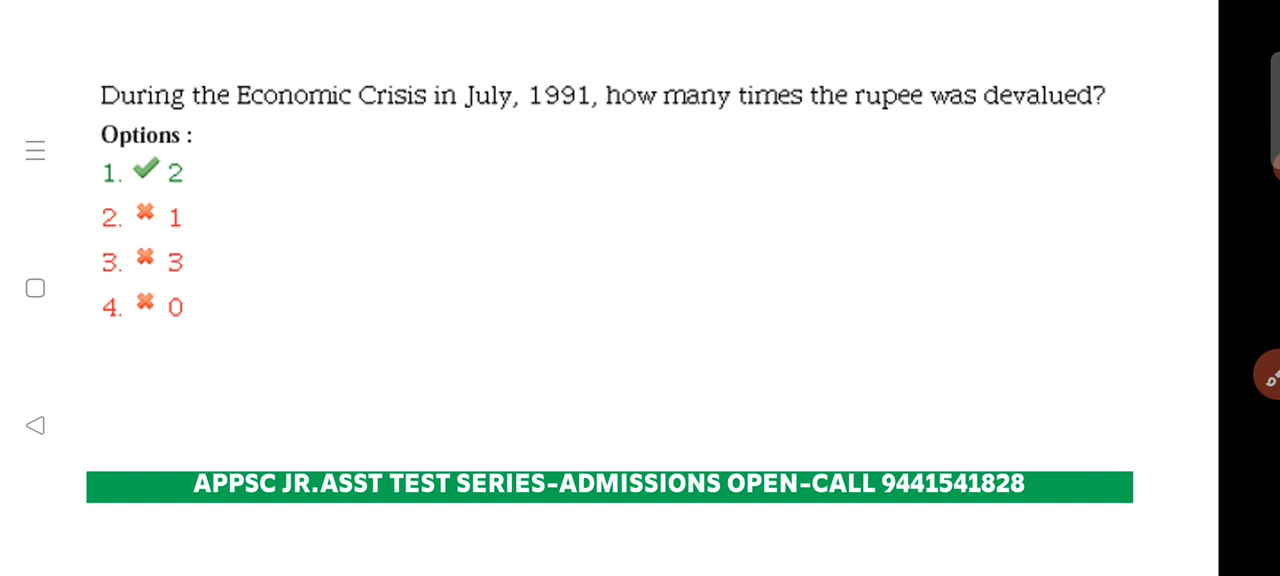 During the Economic Crisis in July, 1991, how many times the rupee was devalued?
Options :
1. 2
2. 1
3. 3
4. 0
APPSC JR.ASST TEST SERIES-ADMISSIONS OPEN-CALL 9441541828